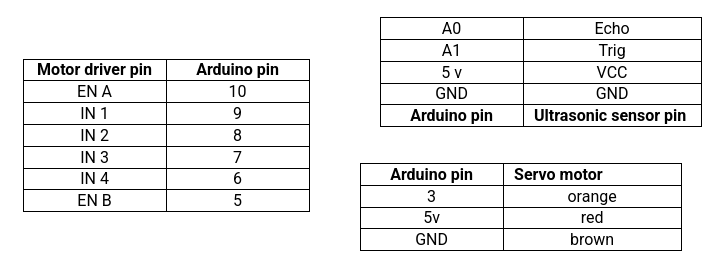 Motor driver pin Arduino pin
EN A 10
IN 1 9
IN 2 8
IN 3 7
IN 4 6
EN B 5
A0 Echo
A1 Trig
5 v VCC
GND GND
Arduino pin Ultrasonic sensor pin
Arduino pin Servo motor
3 orange
5v red
GND brown